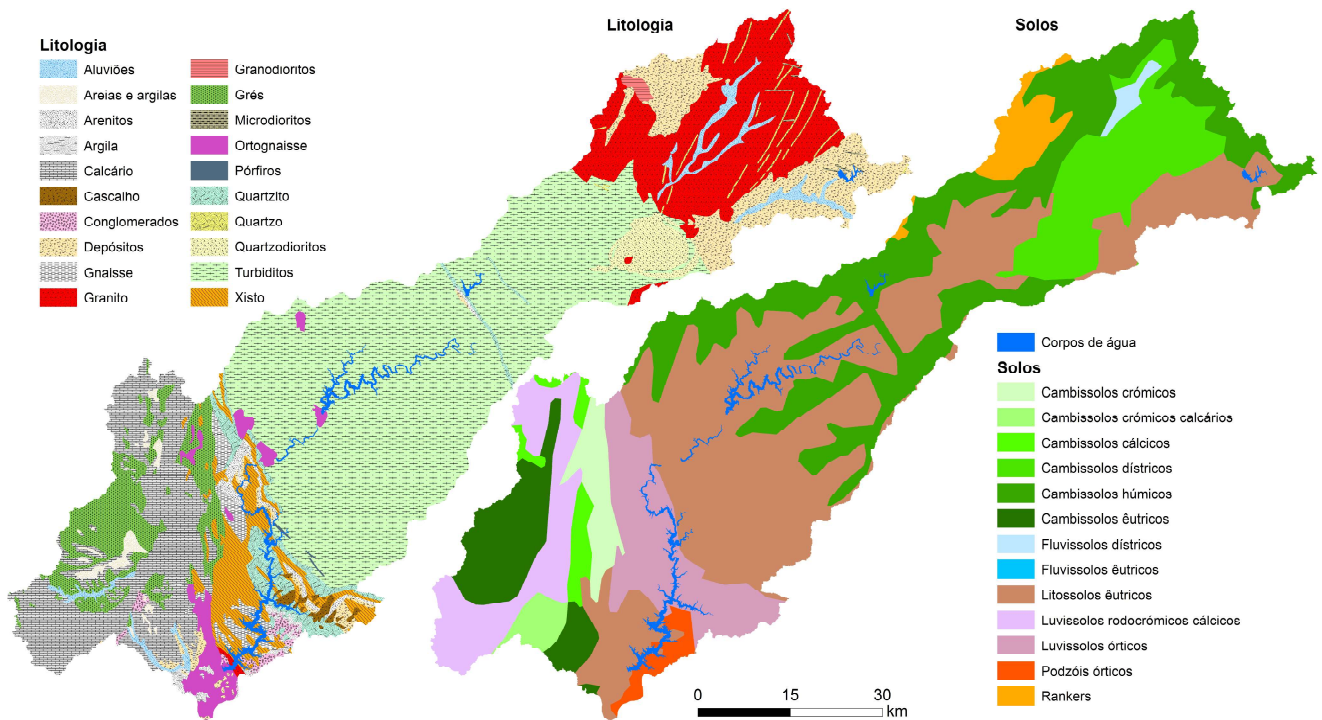 Litologia
Solos
Litologia
Aluviões
Granodioritos
Areias e argilas
Grés
Arenitos
Microdioritos
Argila
Ortognaisse
Calcário
Pórfiros
Cascalho
Quartzito
Conglomerados
Quartzo
Depósitos
Quartzodioritos
Gnaisse
Turbiditos
Granito
Xisto
Corpos de água
Solos
Cambissolos crómicos
Cambissolos crómicos calcários
Cambissolos cálcicos
Cambissolos dístricos
Cambissolos húmicos
Cambissolos êutricos
Fluvissolos dístricos
Fluvissolos êutricos
Litossolos êutricos
Luvissolos rodocrómicos cálcicos
Luvissolos órticos
Podzóis órticos
Rankers
0 15 30
km